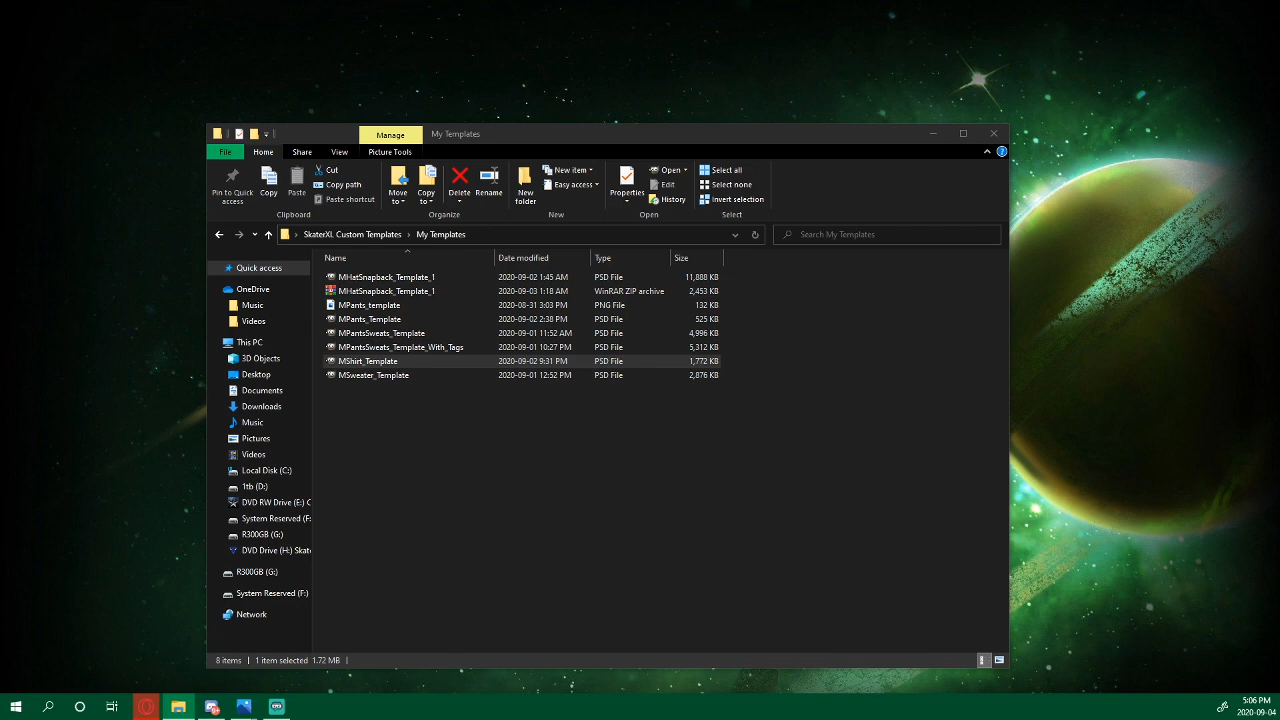 Manage
My Templates
File
Home
Share
View
Picture Tools
Pin to Quick access
Copy
Paste
Cut
Copy path
Paste shortcut
Clipboard
Move to
Copy to
Delete
Rename
Organize
New folder
New item
Easy access
New
Properties
Open
Edit
History
Open
Select all
Select none
Invert selection
Select
SkaterXL Custom Templates > My Templates
Search My Templates
Name Date modified Type Size
MHatSnapback_Template_1 2020-09-02 1:45 AM PSD File 11,888 KB
MHatSnapback_Template_1 2020-09-03 1:18 AM WinRAR ZIP archive 2,453 KB
MPants_template 2020-08-31 3:03 PM PNG File 132 KB
MPants_Template 2020-09-02 2:38 PM PSD File 525 KB
MPantsSweats_Template 2020-09-01 11:52 AM PSD File 4,996 KB
MPantsSweats_Template_With_Tags 2020-09-01 10:27 PM PSD File 5,312 KB
MShirt_Template 2020-09-02 9:31 PM PSD File 1,772 KB
MSweater_Template 2020-09-01 12:52 PM PSD File 2,876 KB
Quick access
OneDrive
Music
Videos
This PC
3D Objects
Desktop
Documents
Downloads
Music
Pictures
Videos
Local Disk (C:)
1tb (D:)
DVD RW Drive (E:) C
System Reserved (F:
R300GB (G:)
DVD Drive (H:) Skat
R300GB (G:)
System Reserved (F:)
Network
8 items
1 item selected 1.72 MB
5:06 PM
2020-09-04